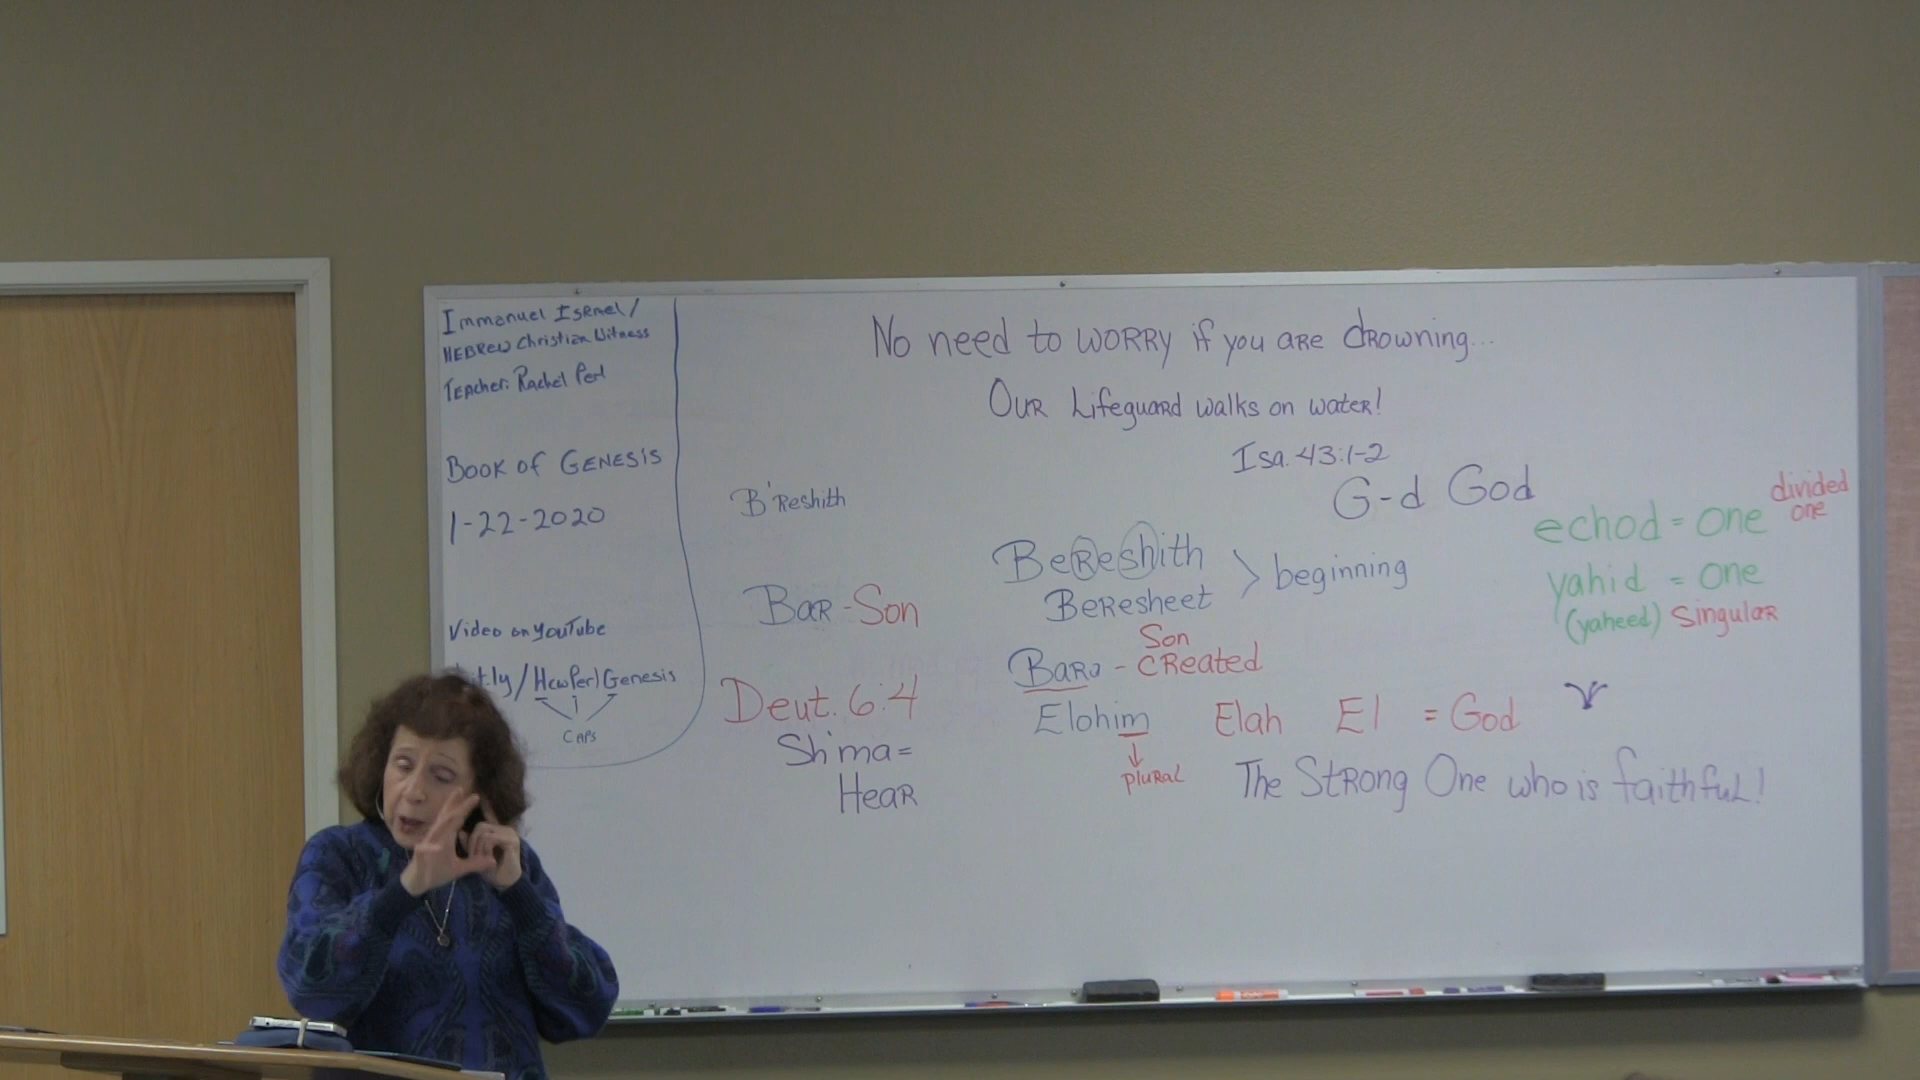 Immanuel Israel/
HEBREW Christian Witness
TEAcher: Rachel Perl
BOOK of GENESIS
1-22-2020
Video on YouTube
t.ly/HcwPerlGenesis
CAPS
No need to WORRY if you ARE dROwning...
OUR Lifeguard walks on water!
Isa. 43:1-2
G-d God
B'Reshith
BeReshith
BeResheet
beginning
echod = one
divided
one
yahid = one
(yaheed) Singular
BAR - Son
Son
BARa - CReated
Deut. 6:4
Sh'ma =
HeaR
Elohim Elah El = God
pluRal
The StRong One who is faithful!